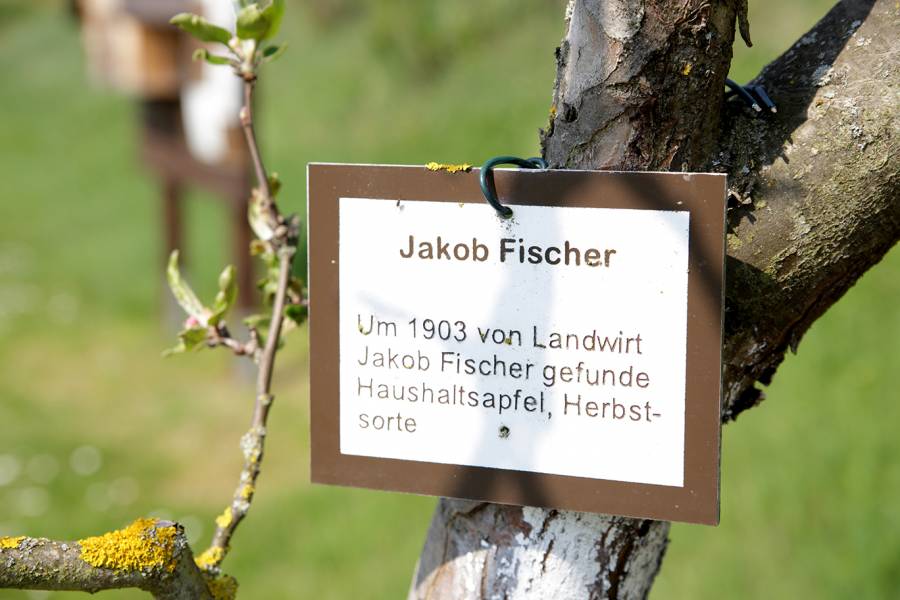 Jakob Fischer
Um 1903 von Landwirt
Jakob Fischer gefunde
Haushaltsapfel, Herbst-
sorte